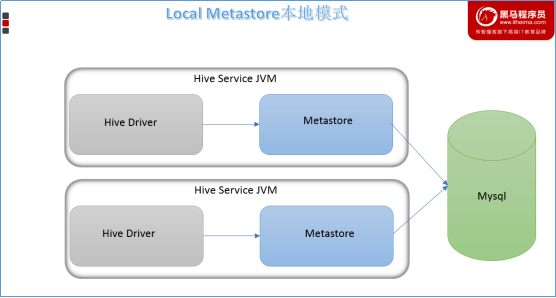 Local Metastore本地模式
黑马程序员
www.itheima.com
传智播客旗下高端IT教育品牌
Hive Service JVM
Hive Driver
Metastore
Hive Service JVM
Hive Driver
Metastore
Mysql